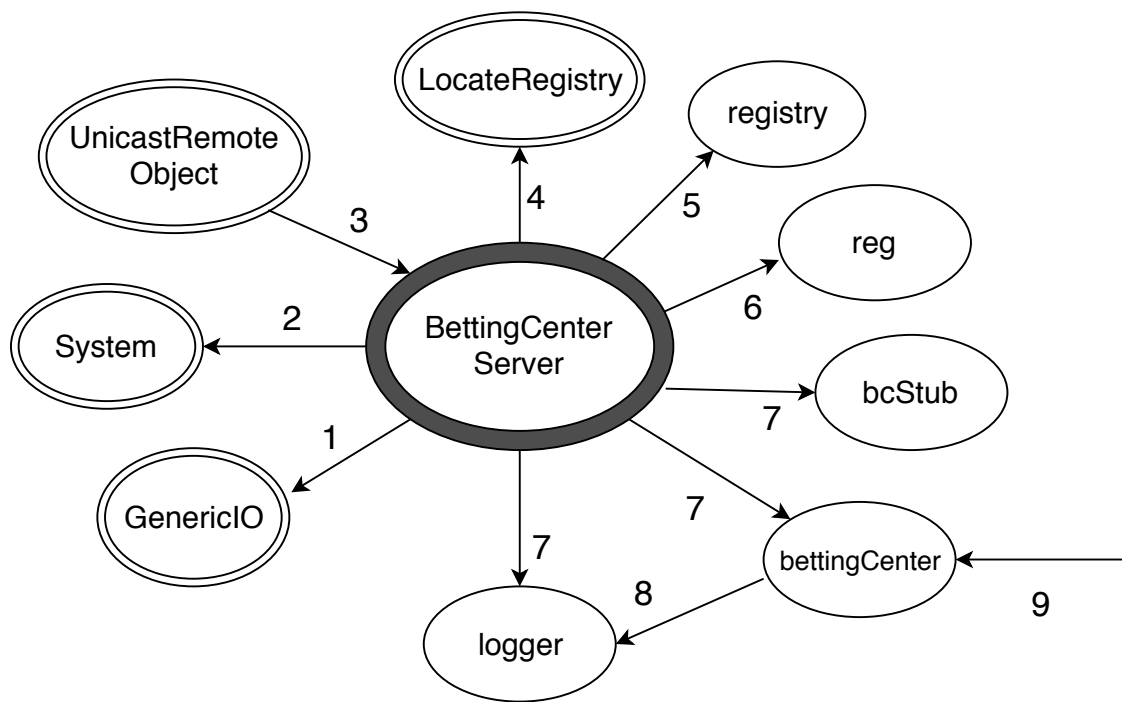 LocateRegistry
UnicastRemote
Object
registry
3
4
5
reg
6
2
System
BettingCenter
Server
bcStub
7
1
GenericIO
7
7
bettingCenter
8
9
logger